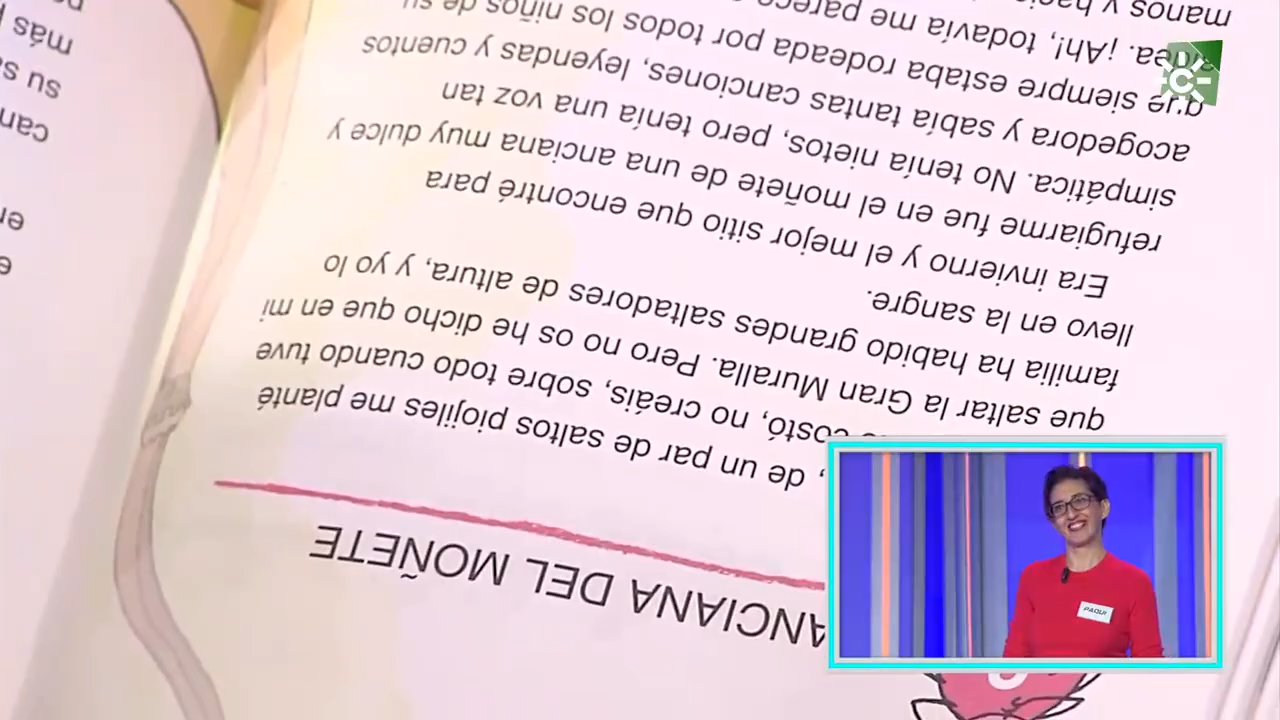 ANCIANA DEL MOÑETE
, de un par de saltos piojiles me planté
costó, no creáis, sobre todo cuando tuve
que saltar la Gran Muralla. Pero no os he dicho que en mi
familia ha habido grandes saltadores de altura, y yo lo
llevo en la sangre.
Era invierno y el mejor sitio que encontré para
refugiarme fue en el moñete de una anciana muy dulce y
simpática. No tenía nietos, pero tenía una voz tan
acogedora y sabía tantas canciones, leyendas y cuentos
que siempre estaba rodeada por todos los niños de su
¡Ah!, todavía me parece
manos y
más
su
PAQUI